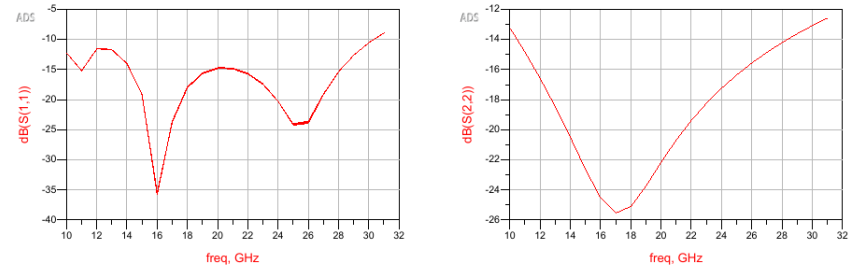 ADS
dB(S(1,1))
-5
-10
-15
-20
-25
-30
-35
-40
10 12 14 16 18 20 22 24 26 28 30 32
freq, GHz
ADS
dB(S(2,2))
-12
-14
-16
-18
-20
-22
-24
-26
10 12 14 16 18 20 22 24 26 28 30 32
freq, GHz